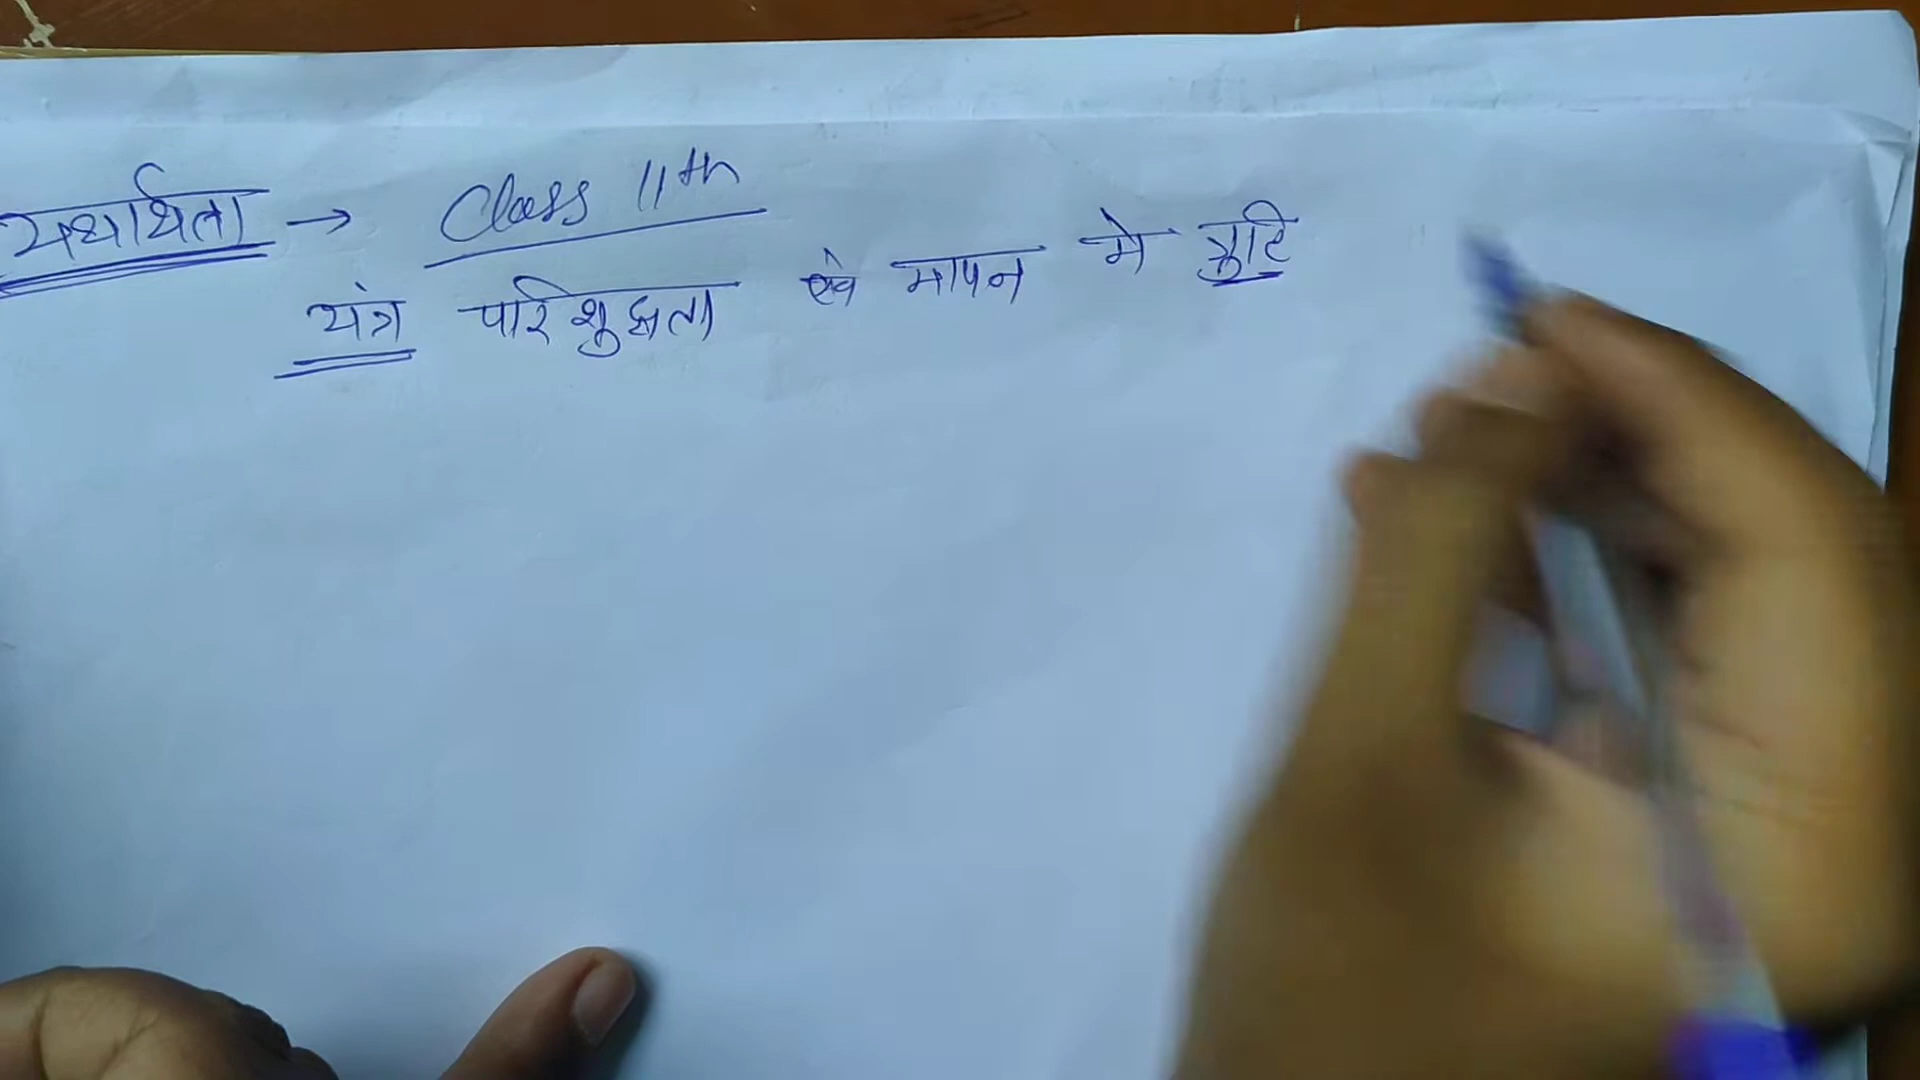 Class 11th
यथार्थता →
यंत्र परिशुद्धता एवं मापन मे त्रुटि